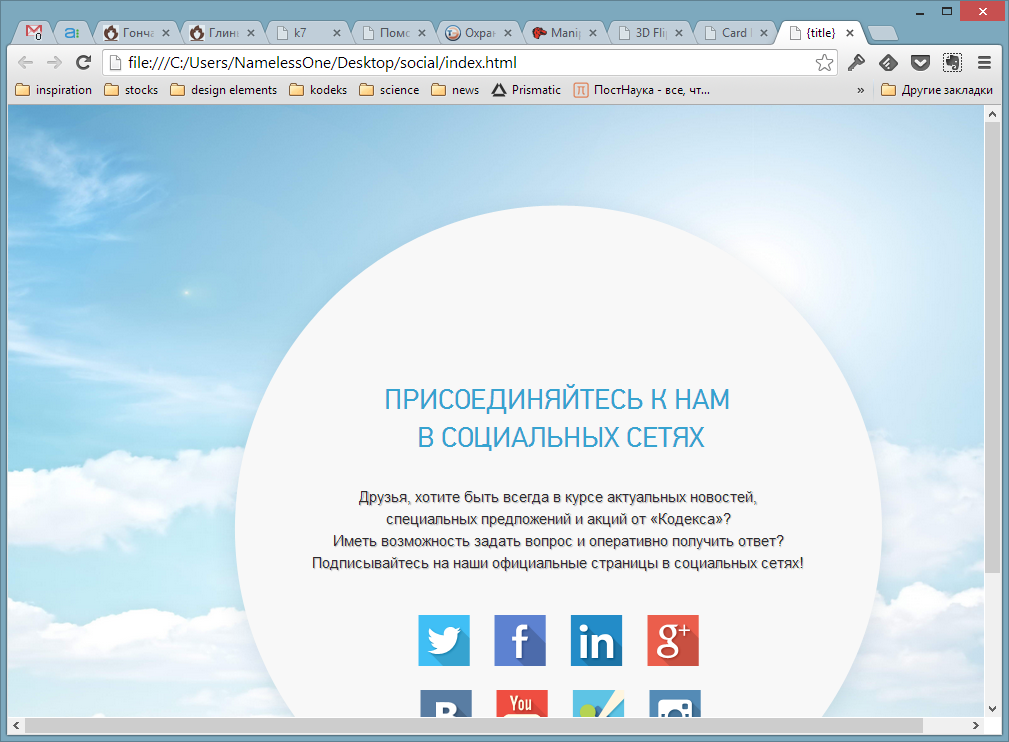 Гонча
Глин
k7
Помс
Охран
Manip
3D Fli
Card
{title}
file:///C:/Users/NamelessOne/Desktop/social/index.html
inspiration stocks design elements kodeks science news Prismatic ПостНаука - все, чт... » Другие закладки
ПРИСОЕДИНЯЙТЕСЬ К НАМ
В СОЦИАЛЬНЫХ СЕТЯХ
Друзья, хотите быть всегда в курсе актуальных новостей,
специальных предложений и акций от «Кодекса»?
Иметь возможность задать вопрос и оперативно получить ответ?
Подписывайтесь на наши официальные страницы в социальных сетях!
f in g+
B You